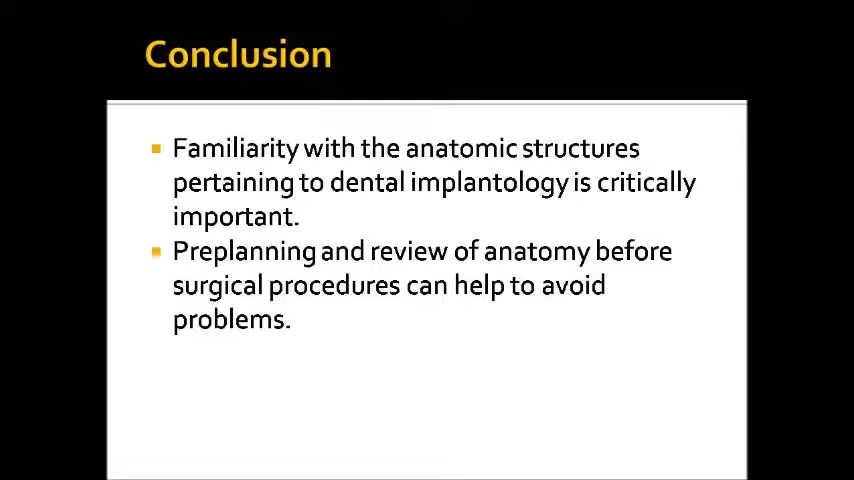 Conclusion
Familiarity with the anatomic structures
pertaining to dental implantology is critically
important.
Preplanning and review of anatomy before
surgical procedures can help to avoid
problems.